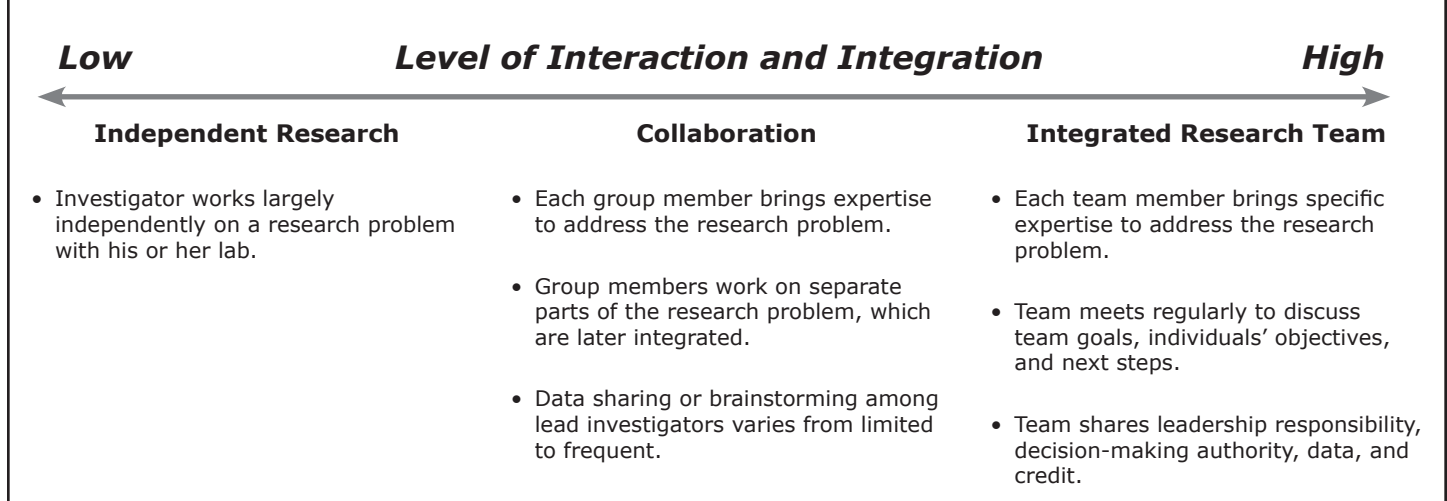 Low Level of Interaction and Integration High
Independent Research
• Investigator works largely
independently on a research problem
with his or her lab.
Collaboration
• Each group member brings expertise
to address the research problem.
• Group members work on separate
parts of the research problem, which
are later integrated.
• Data sharing or brainstorming among
lead investigators varies from limited
to frequent.
Integrated Research Team
• Each team member brings specific
expertise to address the research
problem.
• Team meets regularly to discuss
team goals, individuals’ objectives,
and next steps.
• Team shares leadership responsibility,
decision-making authority, data, and
credit.